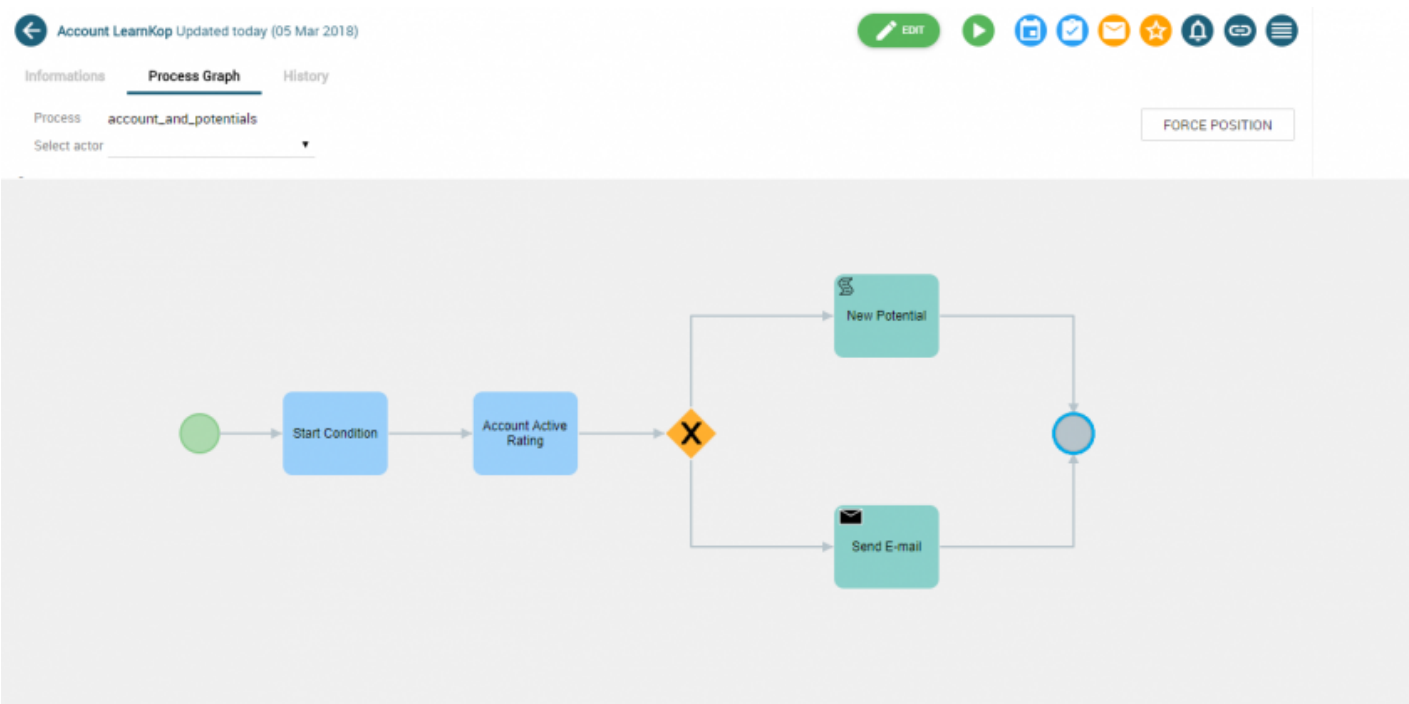 Account LearnKop Updated today (05 Mar 2018)
EDIT
Informations Process Graph History
Process account_and_potentials
Select actor
FORCE POSITION
New Potential
Start Condition
Account Active
Rating
X
Send E-mail